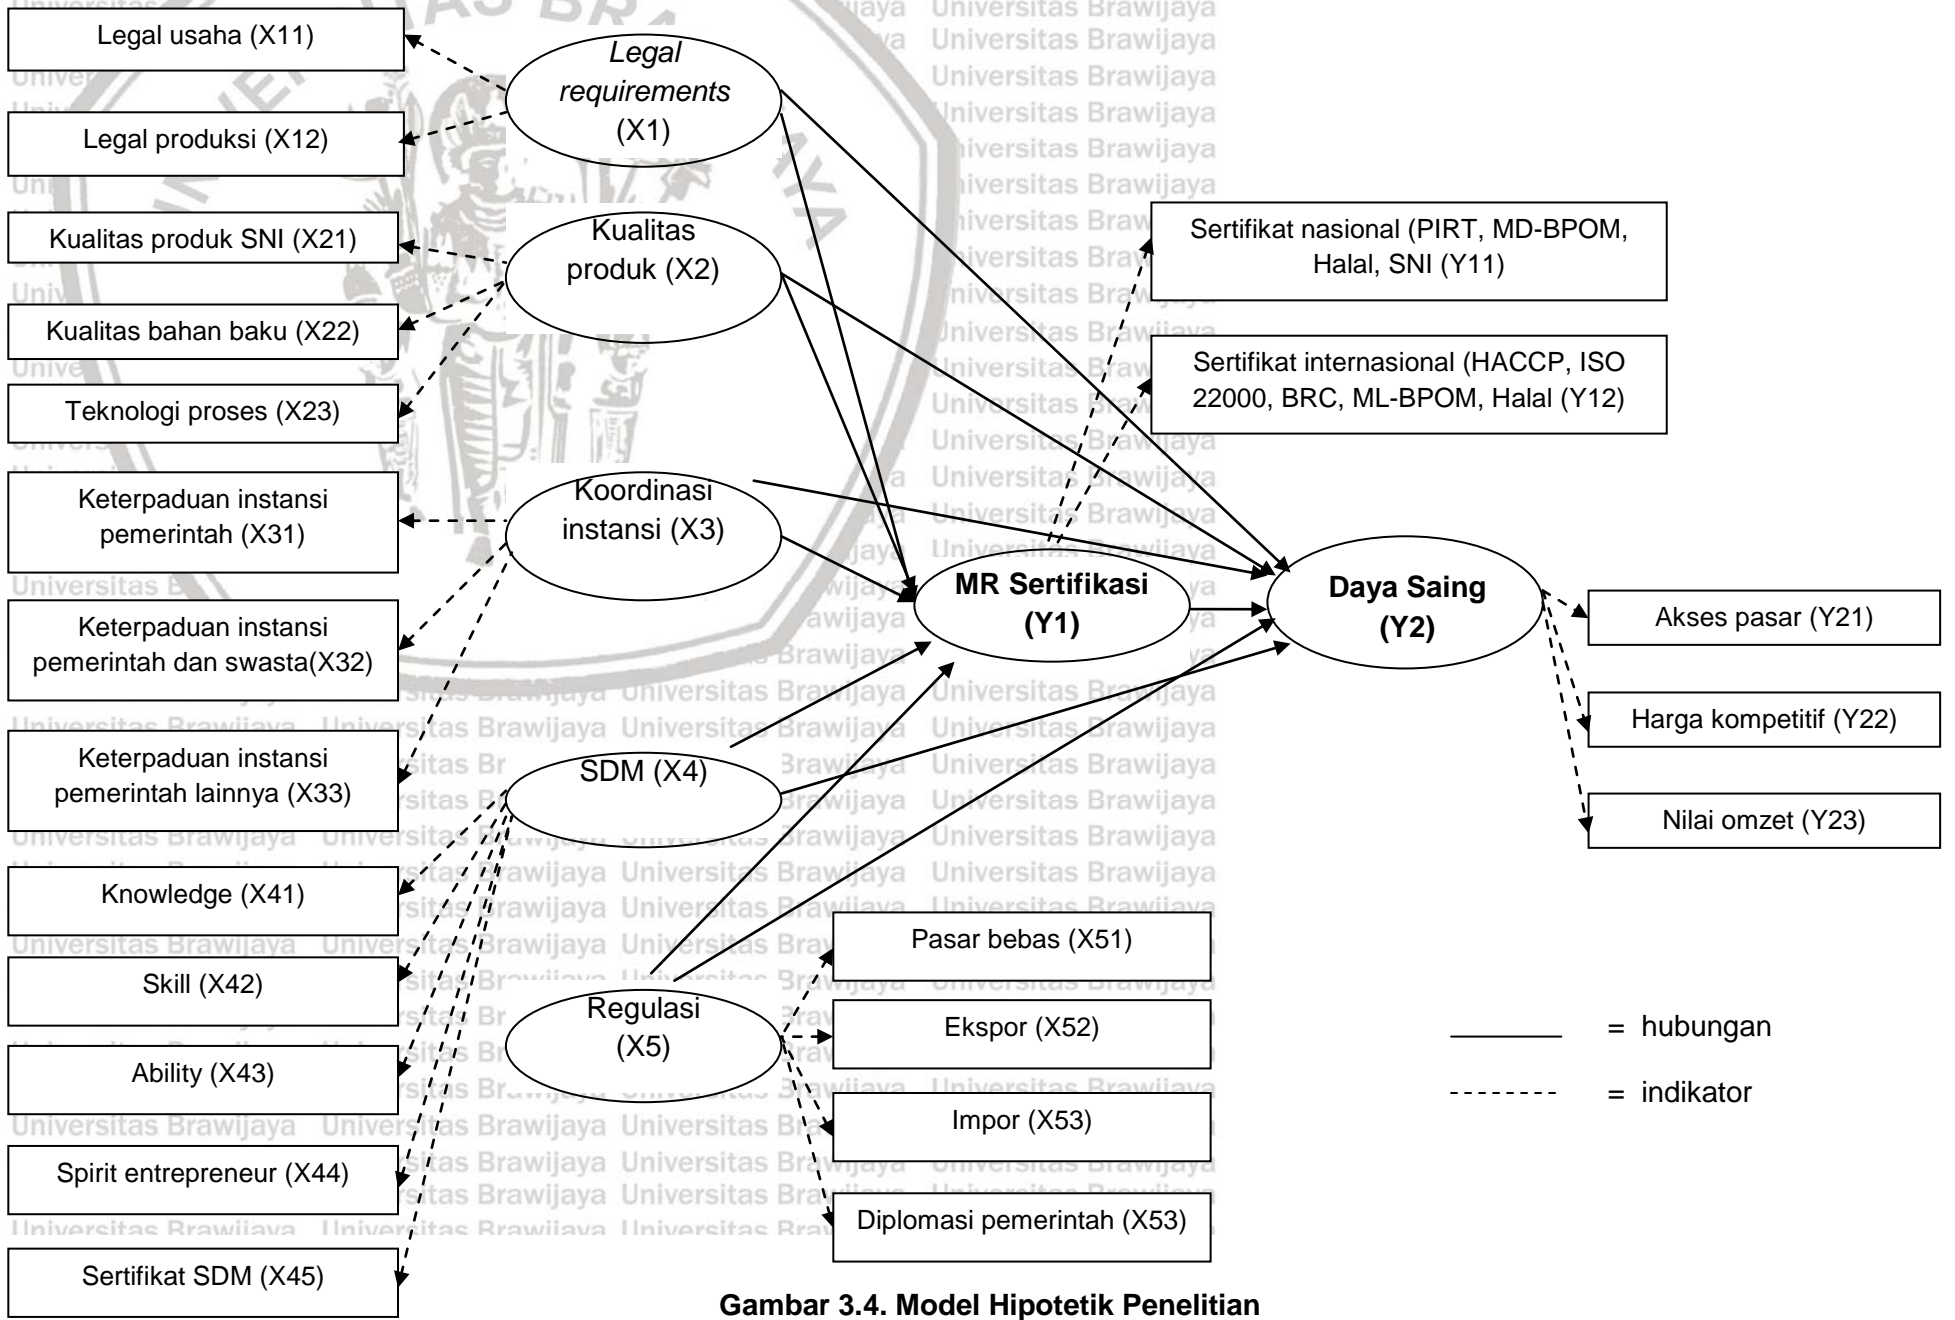 Legal usaha (X11)
Legal produksi (X12)
Kualitas produk SNI (X21)
Kualitas bahan baku (X22)
Teknologi proses (X23)
Keterpaduan instansi
pemerintah (X31)
Keterpaduan instansi
pemerintah dan swasta(X32)
Keterpaduan instansi
pemerintah lainnya (X33)
Knowledge (X41)
Skill (X42)
Ability (X43)
Spirit entrepreneur (X44)
Sertifikat SDM (X45)
Legal
requirements
(X1)
Kualitas
produk (X2)
Koordinasi
instansi (X3)
SDM (X4)
Regulasi
(X5)
Pasar bebas (X51)
Ekspor (X52)
Impor (X53)
Diplomasi pemerintah (X53)
Sertifikat nasional (PIRT, MD-BPOM,
Halal, SNI (Y11)
Sertifikat internasional (HACCP, ISO
22000, BRC, ML-BPOM, Halal (Y12)
MR Sertifikasi
(Y1)
Daya Saing
(Y2)
Akses pasar (Y21)
Harga kompetitif (Y22)
Nilai omzet (Y23)
= hubungan
= indikator
Gambar 3.4. Model Hipotetik Penelitian